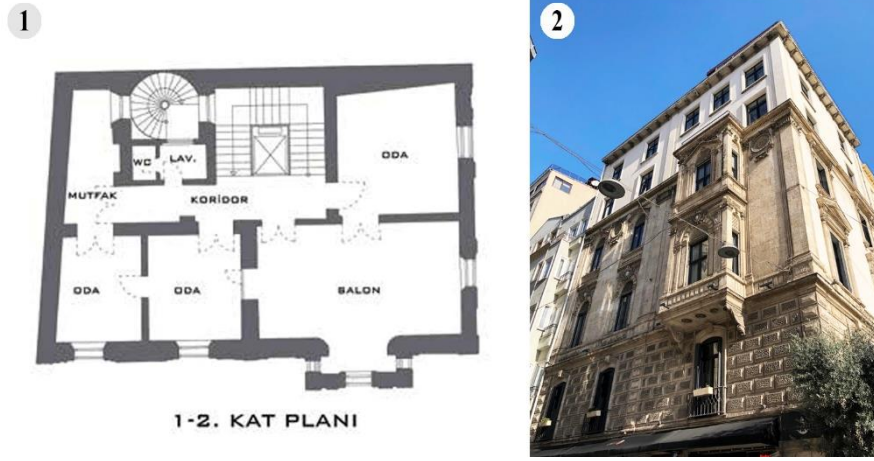 1
2
ODA
WC
LAV.
MUTFAK
KORİDOR
ODA
ODA
SALON
1-2. KAT PLANI